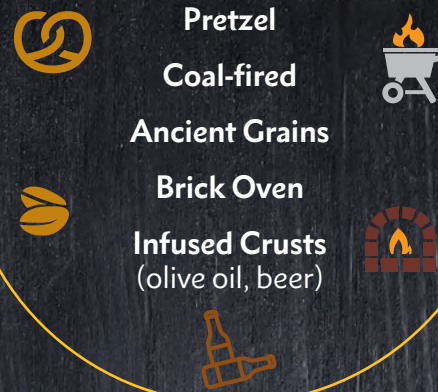 Pretzel
Coal-fired
Ancient Grains
Brick Oven
Infused Crusts
(olive oil, beer)